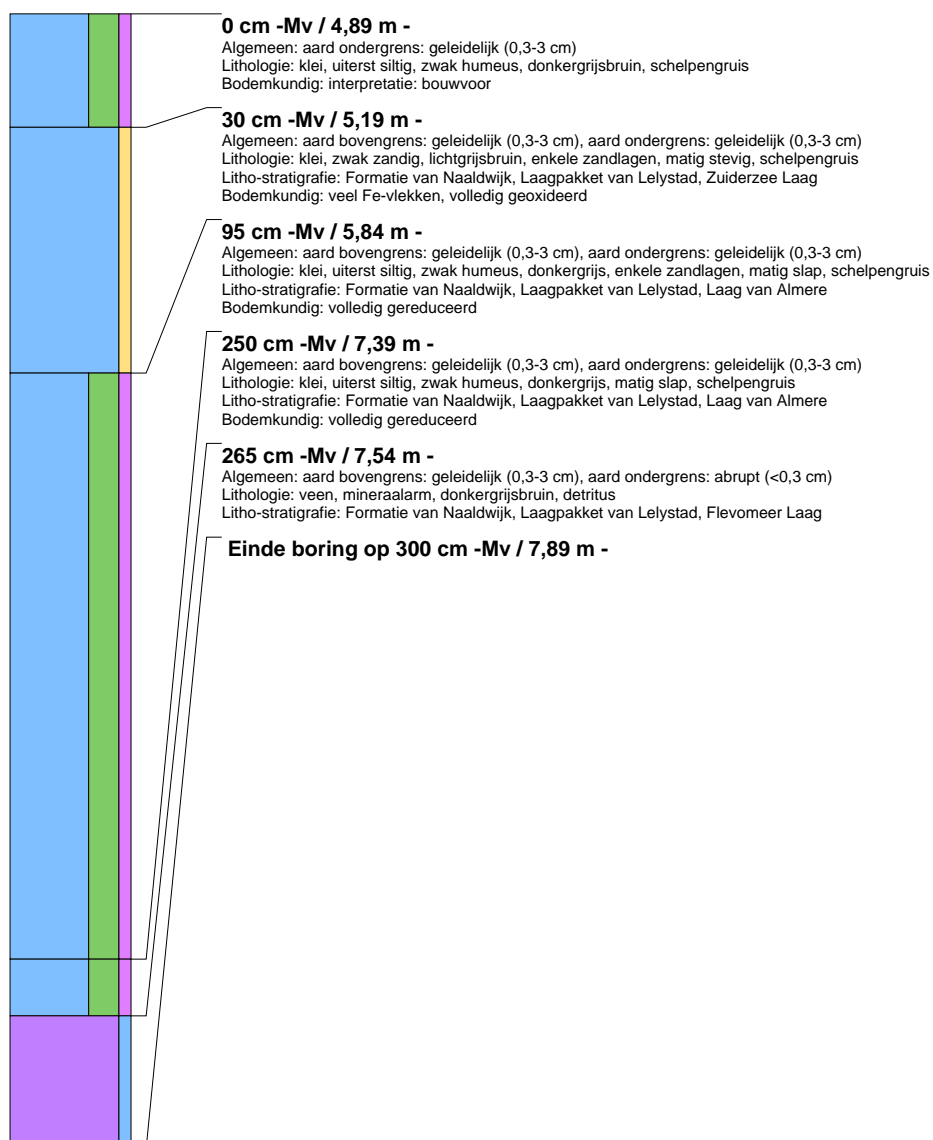 0 cm -Mv / 4,89 m -
Algemeen: aard ondergrens: geleidelijk (0,3-3 cm)
Lithologie: klei, uiterst siltig, zwak humeus, donkergrijsbruin, schelpengruis
Bodemkundig: interpretatie: bouwvoor
30 cm -Mv / 5,19 m -
Algemeen: aard bovengrens: geleidelijk (0,3-3 cm), aard ondergrens: geleidelijk (0,3-3 cm)
Lithologie: klei, zwak zandig, lichtgrijsbruin, enkele zandlagen, matig stevig, schelpengruis
Litho-stratigrafie: Formatie van Naaldwijk, Laagpakket van Lelystad, Zuiderzee Laag
Bodemkundig: veel Fe-vlekken, volledig geoxideerd
95 cm -Mv / 5,84 m -
Algemeen: aard bovengrens: geleidelijk (0,3-3 cm), aard ondergrens: geleidelijk (0,3-3 cm)
Lithologie: klei, uiterst siltig, zwak humeus, donkergrijs, enkele zandlagen, matig slap, schelpengruis
Litho-stratigrafie: Formatie van Naaldwijk, Laagpakket van Lelystad, Laag van Almere
Bodemkundig: volledig gereduceerd
250 cm -Mv / 7,39 m -
Algemeen: aard bovengrens: geleidelijk (0,3-3 cm), aard ondergrens: geleidelijk (0,3-3 cm)
Lithologie: klei, uiterst siltig, zwak humeus, donkergrijs, matig slap, schelpengruis
Litho-stratigrafie: Formatie van Naaldwijk, Laagpakket van Lelystad, Laag van Almere
Bodemkundig: volledig gereduceerd
265 cm -Mv / 7,54 m -
Algemeen: aard bovengrens: geleidelijk (0,3-3 cm), aard ondergrens: abrupt (<0,3 cm)
Lithologie: veen, mineraalarm, donkergrijsbruin, detritus
Litho-stratigrafie: Formatie van Naaldwijk, Laagpakket van Lelystad, Flevomeer Laag
Einde boring op 300 cm -Mv / 7,89 m -